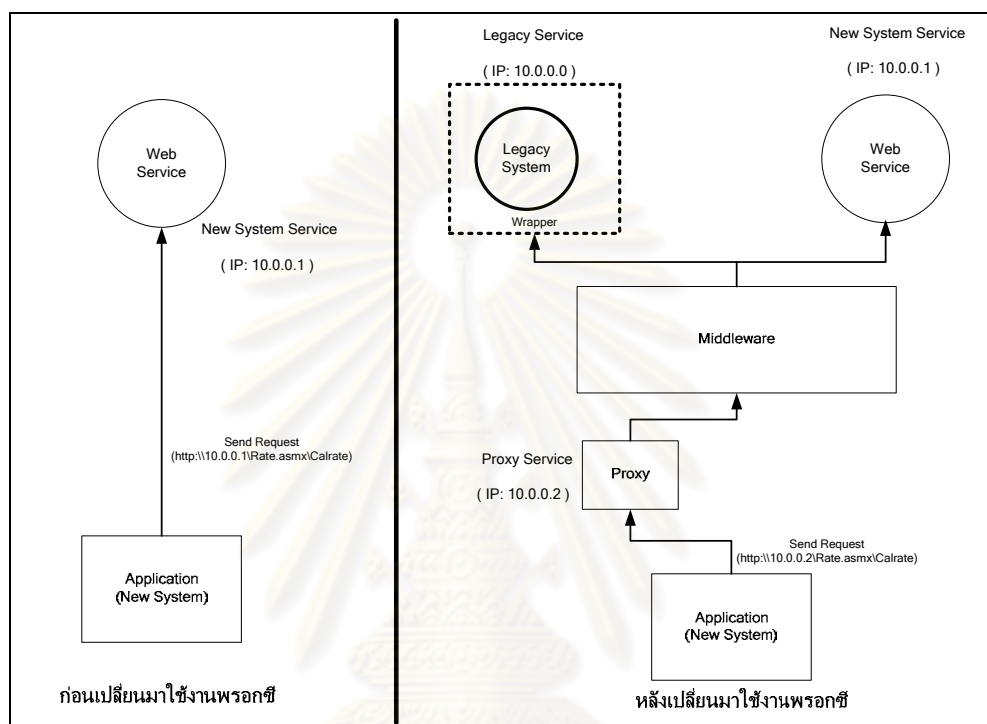 Web
Service
New System Service
( IP: 10.0.0.1 )
Send Request
(http:\\10.0.0.1\Rate.asmx\Calrate)
Application
(New System)
ก่อนเปลี่ยนมาใช้งานพรอกซี
Legacy Service
( IP: 10.0.0.0 )
Legacy
System
Wrapper
New System Service
( IP: 10.0.0.1 )
Web
Service
Middleware
Proxy Service
( IP: 10.0.0.2 )
Proxy
Send Request
(http:\\10.0.0.2\Rate.asmx\Calrate)
Application
(New System)
หลังเปลี่ยนมาใช้งานพรอกซี